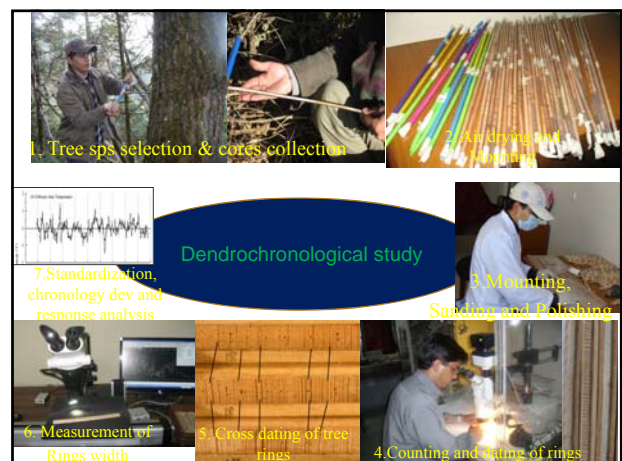 1. Tree sps selection & cores collection
2. Air drying and
Mounting
Dendrochronological study
3.Mounting,
Sanding and Polishing
4.Counting and dating of rings
5. Cross dating of tree
rings
6. Measurement of
Rings width
7.Standardization,
chronology dev and
response analysis